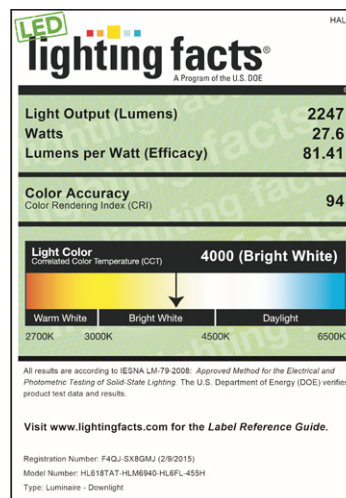 HAL
LED
lighting facts®
A Program of the U.S. DOE
Light Output (Lumens) 2247
Watts 27.6
Lumens per Watt (Efficacy) 81.41
Color Accuracy
Color Rendering Index (CRI) 94
Light Color
Correlated Color Temperature (CCT) 4000 (Bright White)
Warm White Bright White Daylight
2700K 3000K 4500K 6500K
All results are according to IESNA LM-79-2008: Approved Method for the Electrical and
Photometric Testing of Solid-State Lighting. The U.S. Department of Energy (DOE) verifies
product test data and results.
Visit www.lightingfacts.com for the Label Reference Guide.
Registration Number: F4QJ-SX8GMJ (2/9/2015)
Model Number: HL618TAT-HLM6940-HL6FL-455H
Type: Luminaire - Downlight